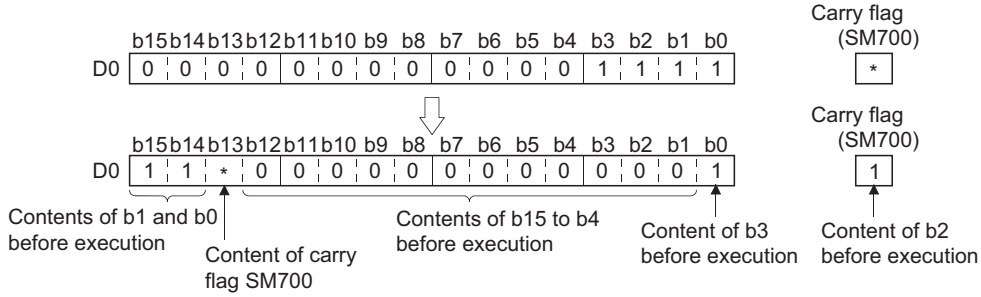 Carry flag
(SM700)
b15 b14 b13 b12 b11 b10 b9 b8 b7 b6 b5 b4 b3 b2 b1 b0
D0 0 0 0 0 0 0 0 0 0 0 0 0 1 1 1 1 *
Carry flag
(SM700)
b15 b14 b13 b12 b11 b10 b9 b8 b7 b6 b5 b4 b3 b2 b1 b0
D0 1 1 * 0 0 0 0 0 0 0 0 0 0 0 0 1 1
Contents of b1 and b0
before execution
Content of carry
flag SM700
Contents of b15 to b4
before execution
Content of b3
before execution
Content of b2
before execution